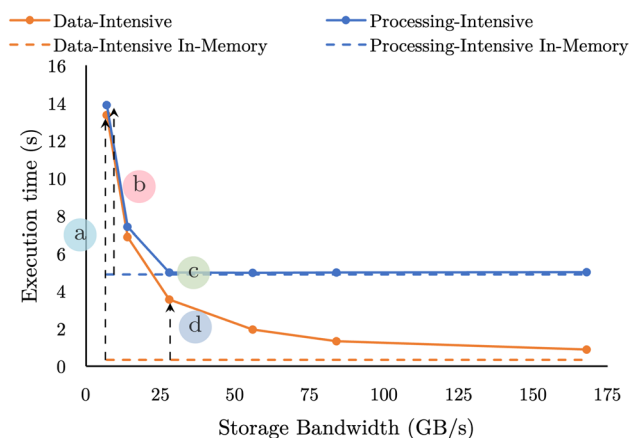 Data-Intensive
Processing-Intensive
Data-Intensive In-Memory
Processing-Intensive In-Memory
16
14
12
10
8
6
4
2
0
Execution time (s)
a
b
c
d
0 25 50 75 100 125 150 175
Storage Bandwidth (GB/s)